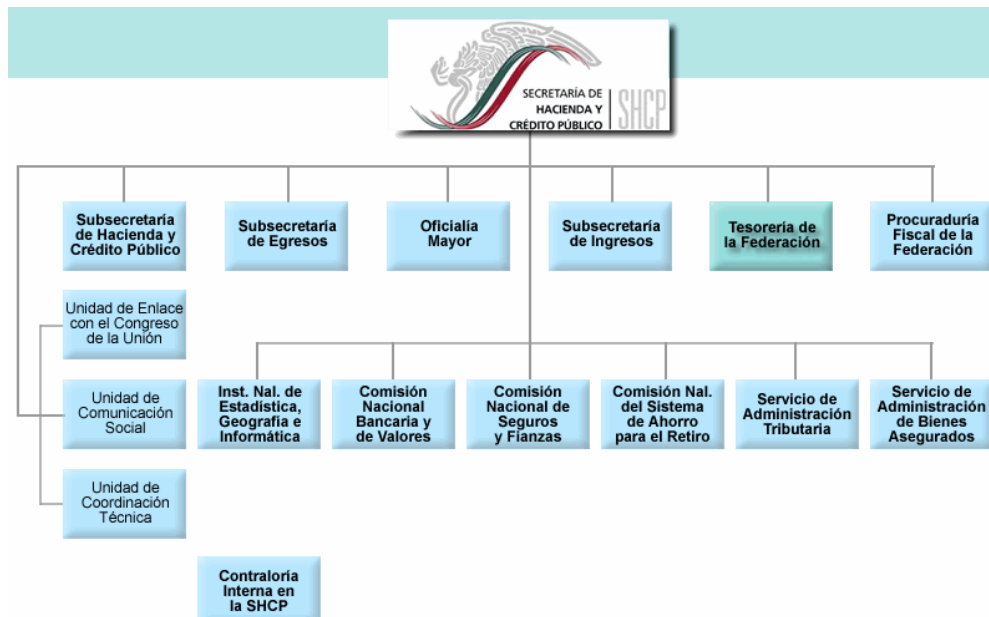 SECRETARÍA DE
HACIENDA Y
CRÉDITO PÚBLICO
SHCP
Subsecretaría
de Hacienda y
Crédito Público
Subsecretaría
de Egresos
Oficialía
Mayor
Subsecretaría
de Ingresos
Tesorería de
la Federación
Procuraduría
Fiscal de la
Federación
Unidad de Enlace
con el Congreso
de la Unión
Unidad de
Comunicación
Social
Inst. Nal. de
Estadística,
Geografia e
Informática
Comisión
Nacional
Bancaria y
de Valores
Comisión
Nacional de
Seguros
y Fianzas
Comisión Nal.
del Sistema
de Ahorro
para el Retiro
Servicio de
Administración
Tributaria
Servicio de
Administración
de Bienes
Asegurados
Unidad de
Coordinación
Técnica
Contraloría
Interna en
la SHCP